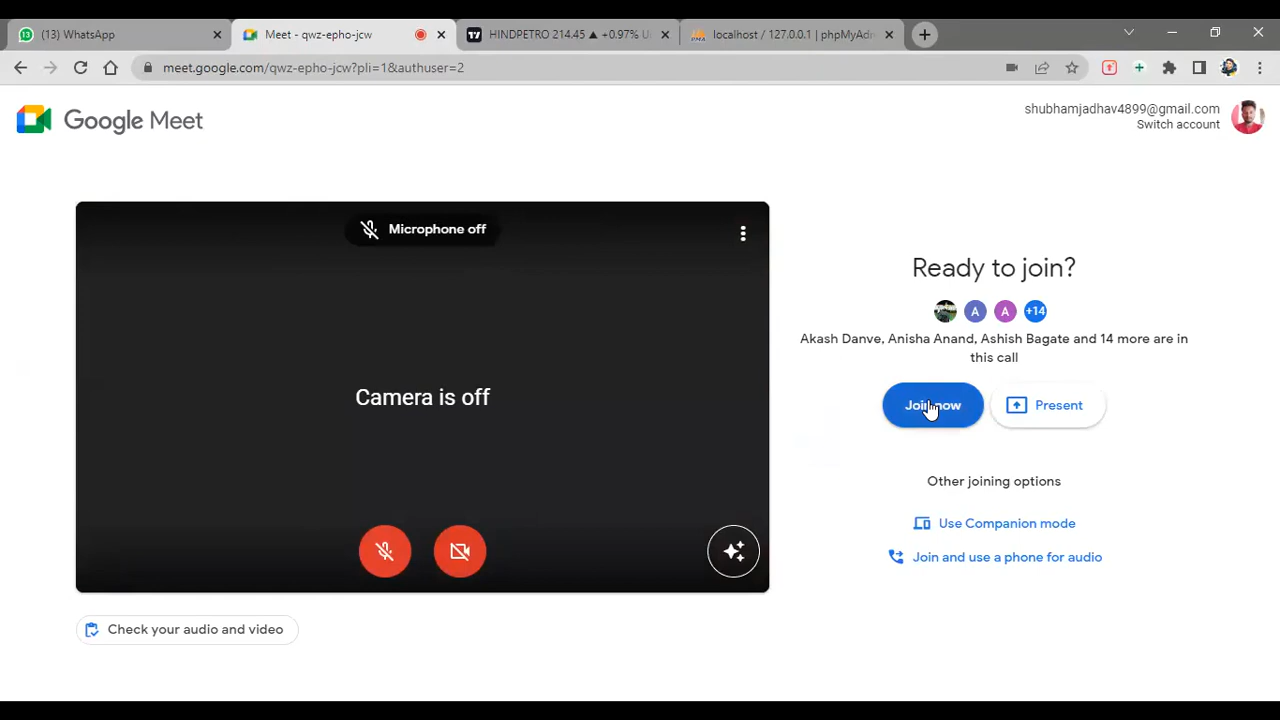 (13) WhatsApp
Meet - qwz-epho-jcw
HINDPETRO 214.45 ▲ +0.97%
localhost / 127.0.0.1 | phpMyAdm
meet.google.com/qwz-epho-jcw?pli=1&authuser=2
Google Meet
shubhamjadhav4899@gmail.com
Switch account
Microphone off
Camera is off
Ready to join?
A A +14
Akash Danve, Anisha Anand, Ashish Bagate and 14 more are in
this call
Join now
Present
Other joining options
Use Companion mode
Join and use a phone for audio
Check your audio and video